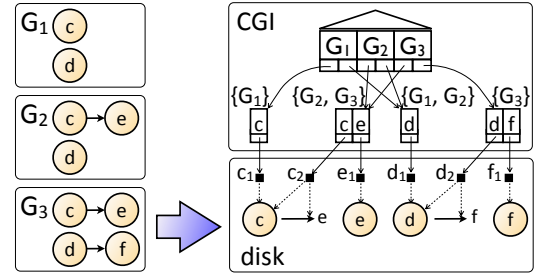 G₁ c
d
G₂ c e
d
G₃ c e
d f
CGI
G₁ G₂ G₃
{G₁} {G₂, G₃} {G₁, G₂} {G₃}
c c e d d f
c₁ c₂ e₁ d₁ d₂ f₁
c e e d f f
disk